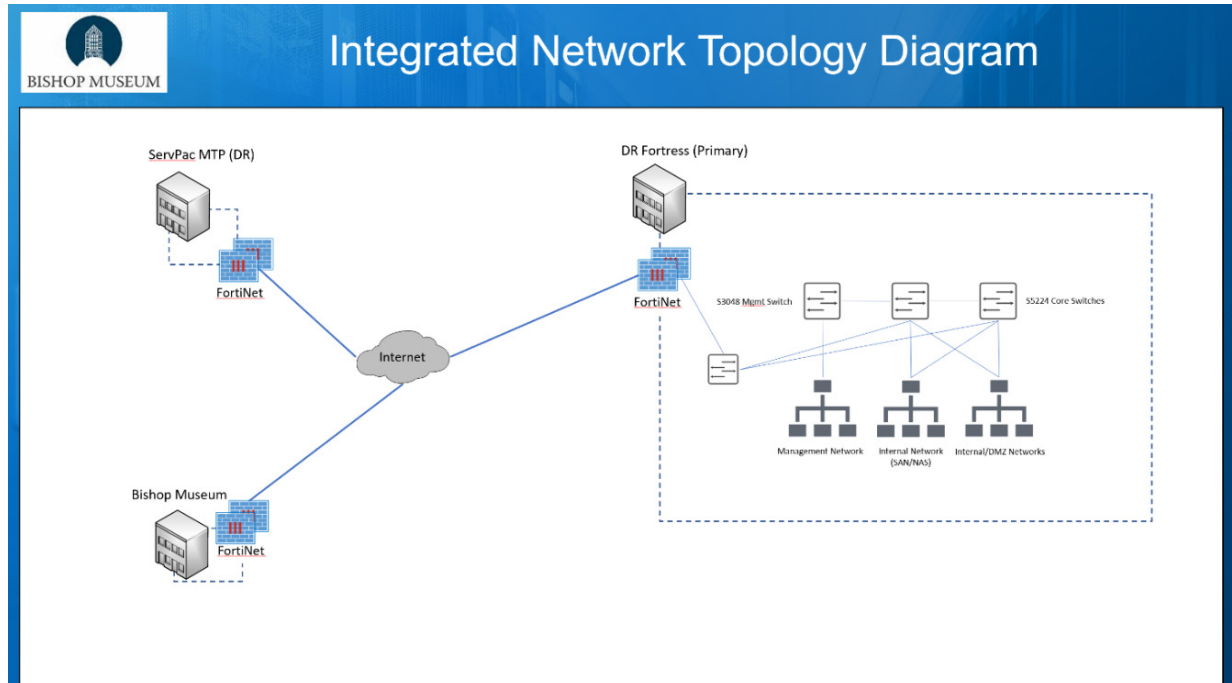 BISHOP MUSEUM
Integrated Network Topology Diagram
ServPac MTP (DR)
DR Fortress (Primary)
FortiNet
FortiNet
S3048 Mgmt Switch
S5224 Core Switches
Internet
Management Network
Internal Network
(SAN/NAS)
Internal/DMZ Networks
Bishop Museum
FortiNet